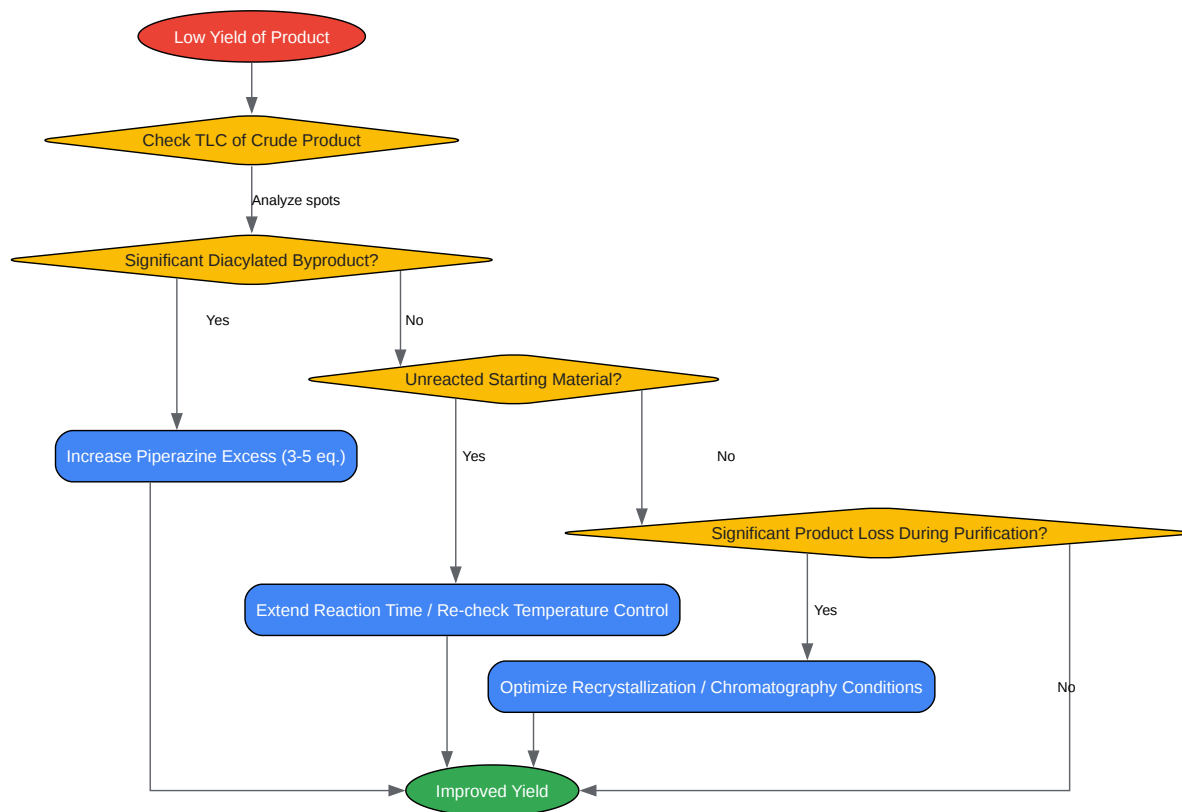 Low Yield of Product
Check TLC of Crude Product
Analyze spots
Significant Diacylated Byproduct?
Yes
No
Unreacted Starting Material?
Increase Piperazine Excess (3-5 eq.)
Yes
No
Significant Product Loss During Purification?
Extend Reaction Time / Re-check Temperature Control
Yes
Optimize Recrystallization / Chromatography Conditions
No
Improved Yield